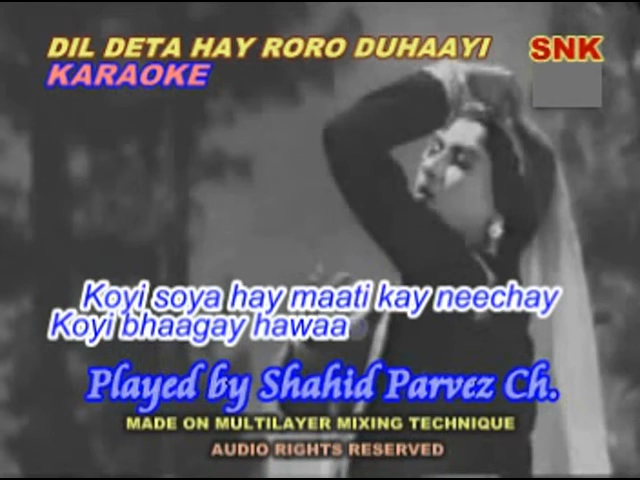 DIL DETA HAY RORO DUHAAYI
SNK
KARAOKE
Koyi soya hay maati kay neechay
Koyi bhaagay hawaa
Played by Shahid Parvez Ch.
MADE ON MULTILAYER MIXING TECHNIQUE
AUDIO RIGHTS RESERVED